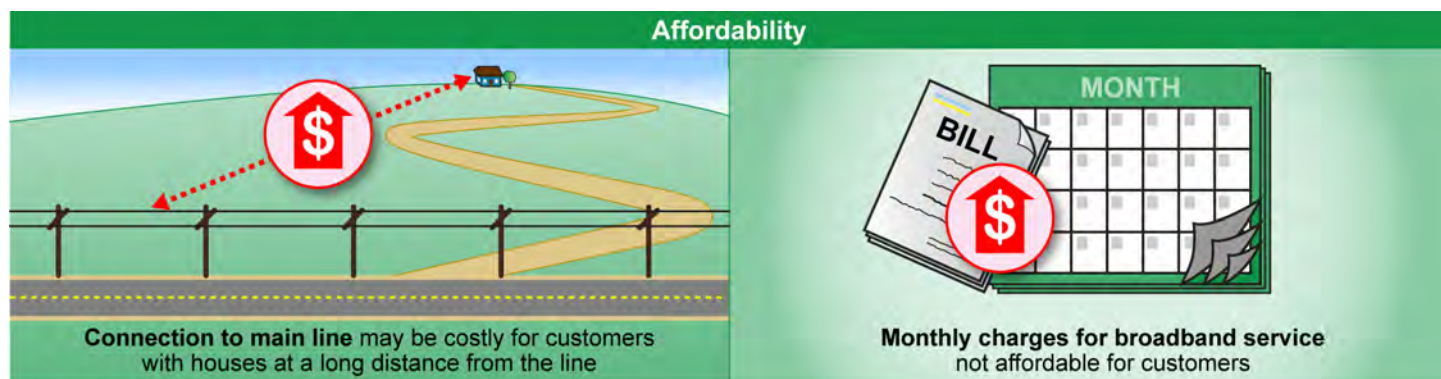 Affordability
$
Connection to main line may be costly for customers
with houses at a long distance from the line
MONTH
BILL
$
Monthly charges for broadband service
not affordable for customers